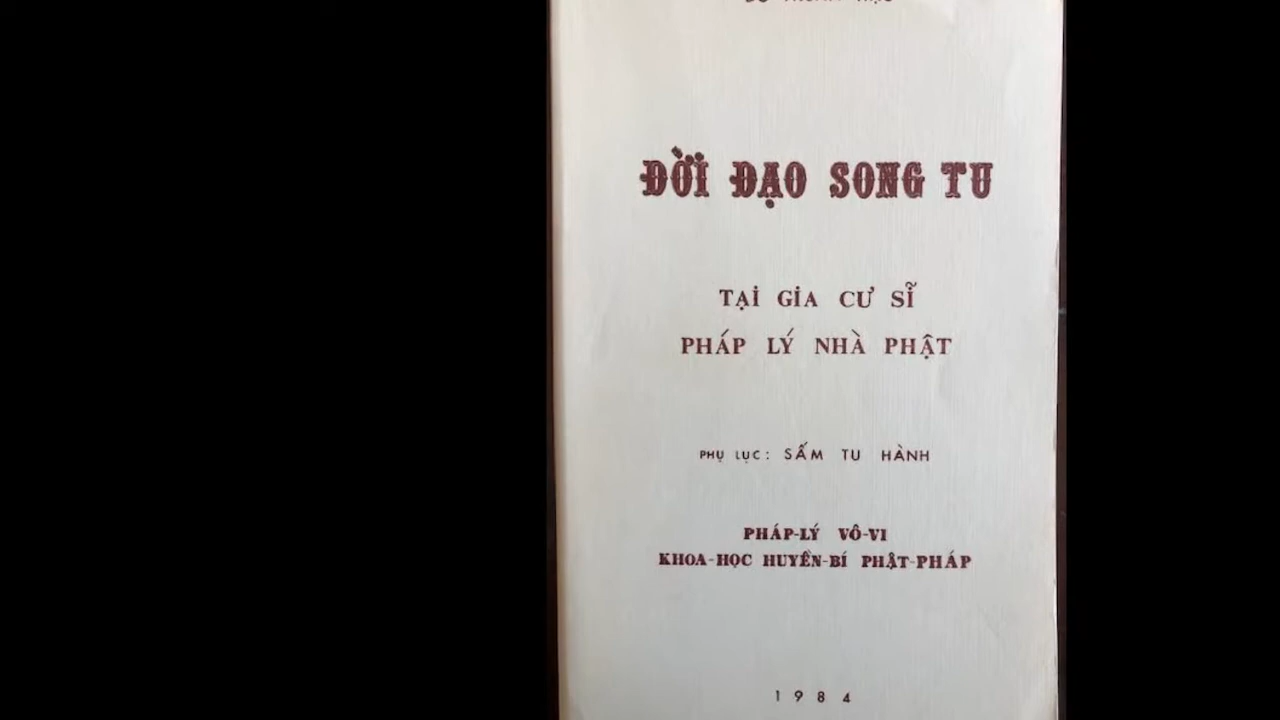 ĐỜI ĐẠO SONG TU
TẠI GIA CƯ SĨ
PHÁP LÝ NHÀ PHẬT
PHỤ LỤC: SẤM TU HÀNH
PHÁP-LÝ VÔ-VI
KHOA-HỌC HUYỀN-BÍ PHẬT-PHÁP
1984